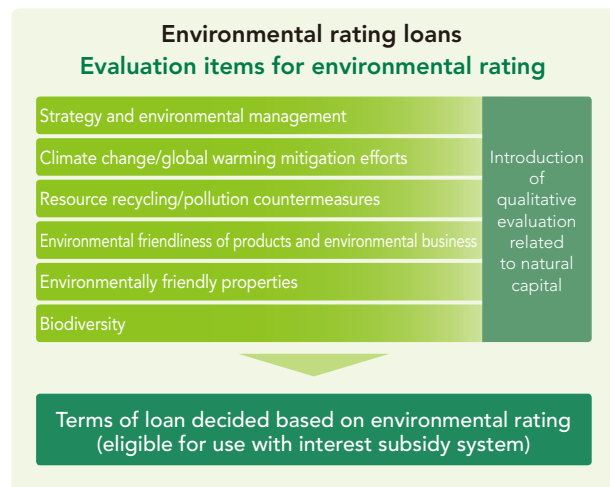 Environmental rating loans
Evaluation items for environmental rating
Strategy and environmental management
Climate change/global warming mitigation efforts
Resource recycling/pollution countermeasures
Environmental friendliness of products and environmental business
Environmentally friendly properties
Biodiversity
Introduction
of
qualitative
evaluation
related
to natural
capital
Terms of loan decided based on environmental rating
(eligible for use with interest subsidy system)